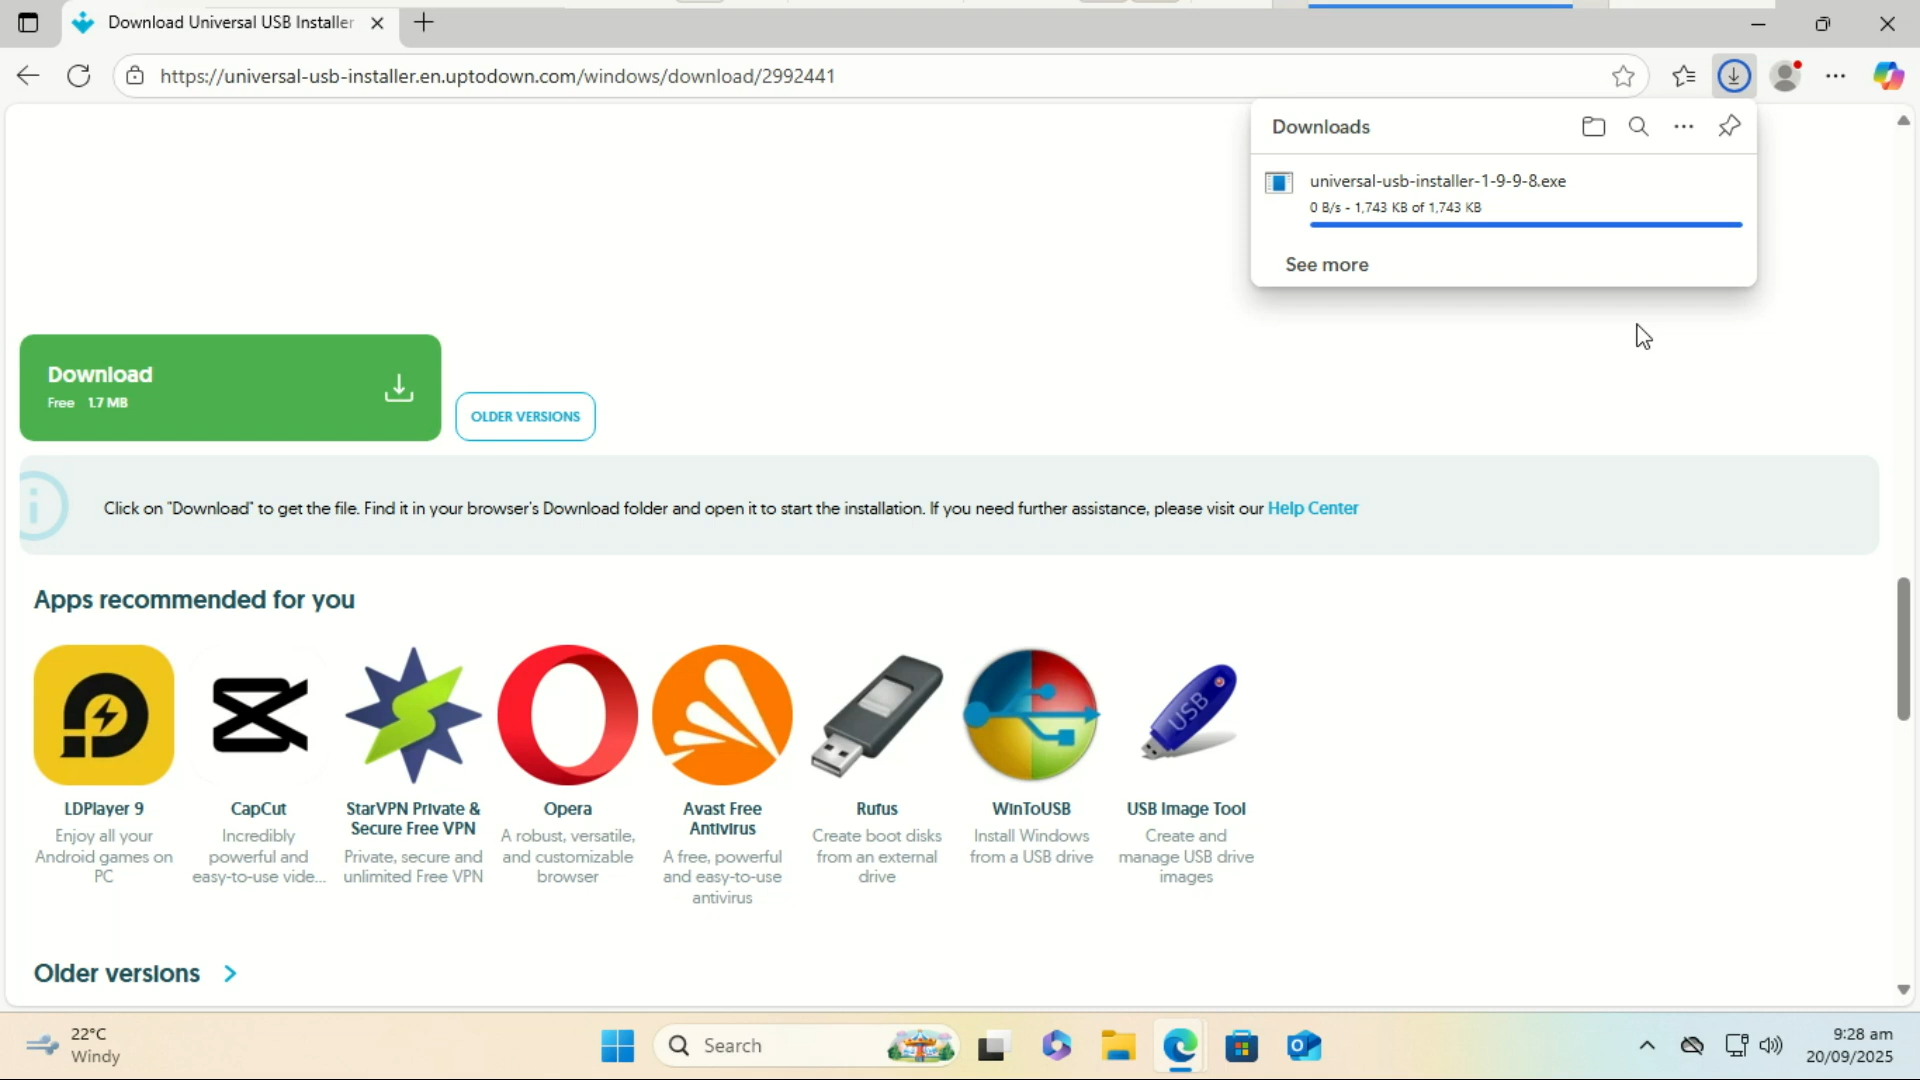 Download Universal USB Installer
https://universal-usb-installer.en.uptodown.com/windows/download/2992441
Downloads
universal-usb-installer-1-9-9-8.exe
0 B/s - 1,743 KB of 1,743 KB
See more
Download
Free 1.7 MB
OLDER VERSIONS
Click on "Download" to get the file. Find it in your browser's Download folder and open it to start the installation. If you need further assistance, please visit our Help Center
Apps recommended for you
USB
LDPlayer 9
Enjoy all your
Android games on
PC
CapCut
Incredibly
powerful and
easy-to-use vide...
StarVPN Private &
Secure Free VPN
Private, secure and
unlimited Free VPN
Opera
A robust, versatile,
and customizable
browser
Avast Free
Antivirus
A free, powerful
and easy-to-use
antivirus
Rufus
Create boot disks
from an external
drive
WinToUSB
Install Windows
from a USB drive
USB Image Tool
Create and
manage USB drive
images
Older versions
22°C
Windy
Search
9:28 am
20/09/2025